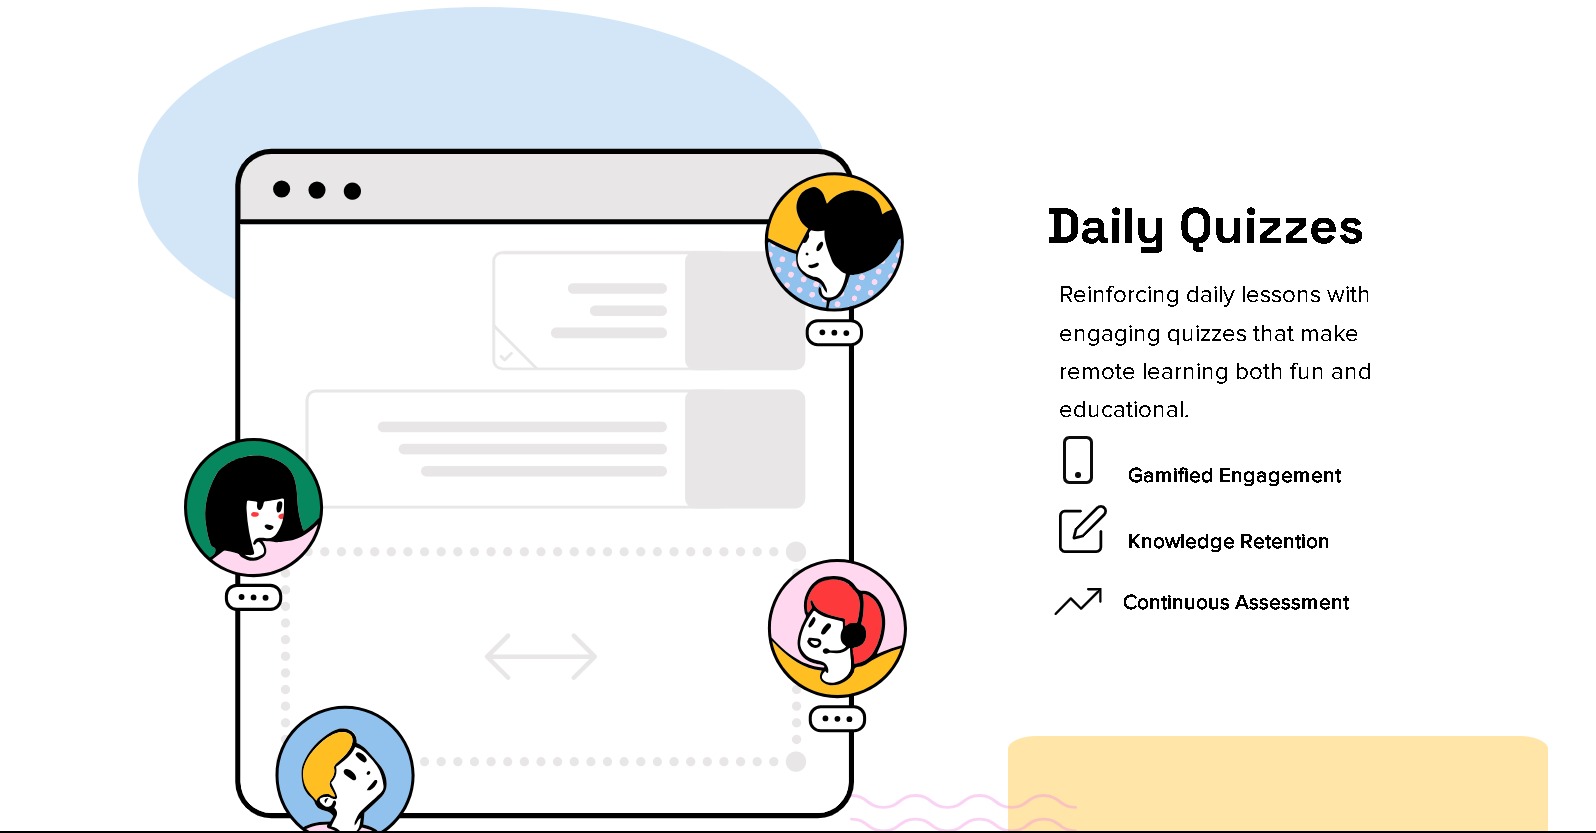 Daily Quizzes
Reinforcing daily lessons with
engaging quizzes that make
remote learning both fun and
educational.
Gamified Engagement
Knowledge Retention
Continuous Assessment